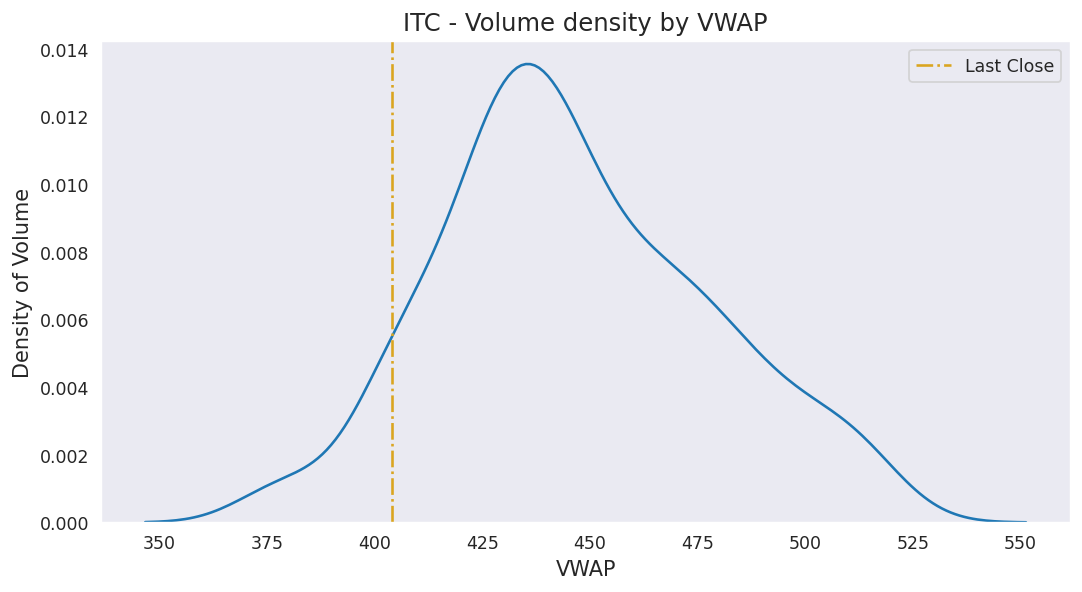 ITC - Volume density by VWAP
Last Close
Density of Volume
0.014
0.012
0.010
0.008
0.006
0.004
0.002
0.000
350 375 400 425 450 475 500 525 550
VWAP